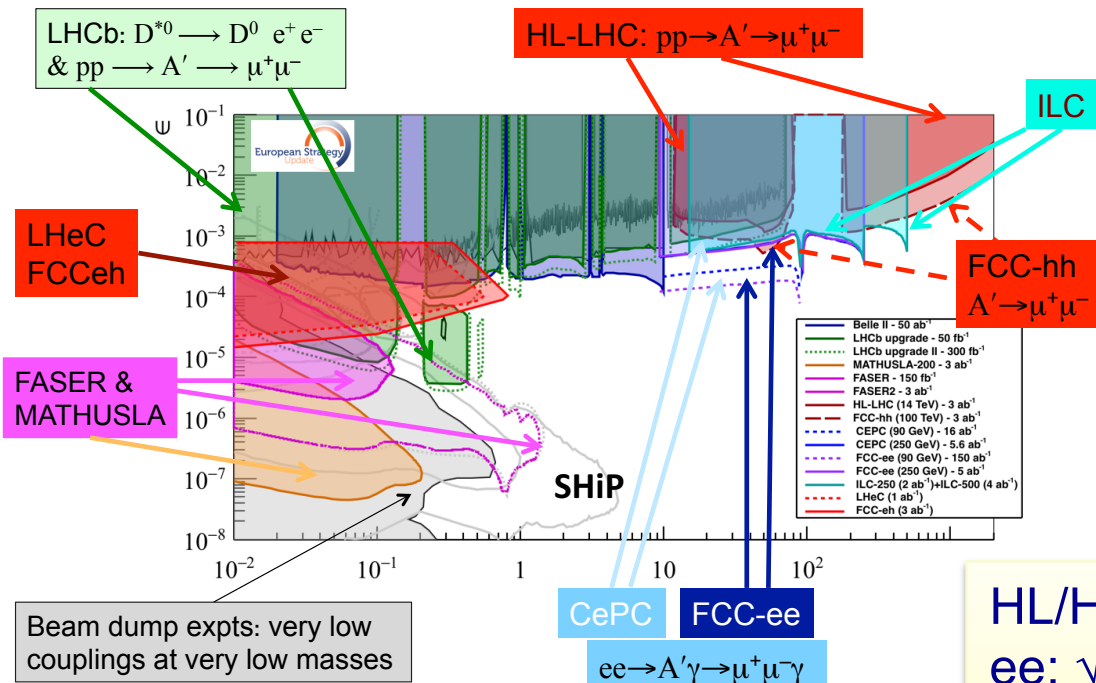 LHCb: D*⁰ ⟶ D⁰ e⁺ e⁻
& pp ⟶ A′ ⟶ μ⁺μ⁻
HL-LHC: pp→A′→μ⁺μ⁻
ILC
∈
10⁻¹
10⁻²
10⁻³
10⁻⁴
10⁻⁵
10⁻⁶
10⁻⁷
10⁻⁸
European Strategy
Update
LHeC
FCCeh
FCC-hh
A′→μ⁺μ⁻
FASER &
MATHUSLA
Belle II - 50 ab⁻¹
LHCb upgrade - 50 fb⁻¹
LHCb upgrade II - 300 fb⁻¹
MATHUSLA-200 - 3 ab⁻¹
FASER - 150 fb⁻¹
FASER2 - 3 ab⁻¹
HL-LHC (14 TeV) - 3 ab⁻¹
FCC-hh (100 TeV) - 3 ab⁻¹
CEPC (90 GeV) - 16 ab⁻¹
CEPC (250 GeV) - 5.6 ab⁻¹
FCC-ee (90 GeV) - 150 ab⁻¹
FCC-ee (250 GeV) - 5 ab⁻¹
ILC-250 (2 ab⁻¹)+ILC-500 (4 ab⁻¹)
LHeC (1 ab⁻¹)
FCC-eh (3 ab⁻¹)
SHiP
10⁻² 10⁻¹ 1 10 10²
Beam dump expts: very low
couplings at very low masses
CePC FCC-ee
ee→A′γ→μ⁺μ⁻γ
HL/H
ee: √